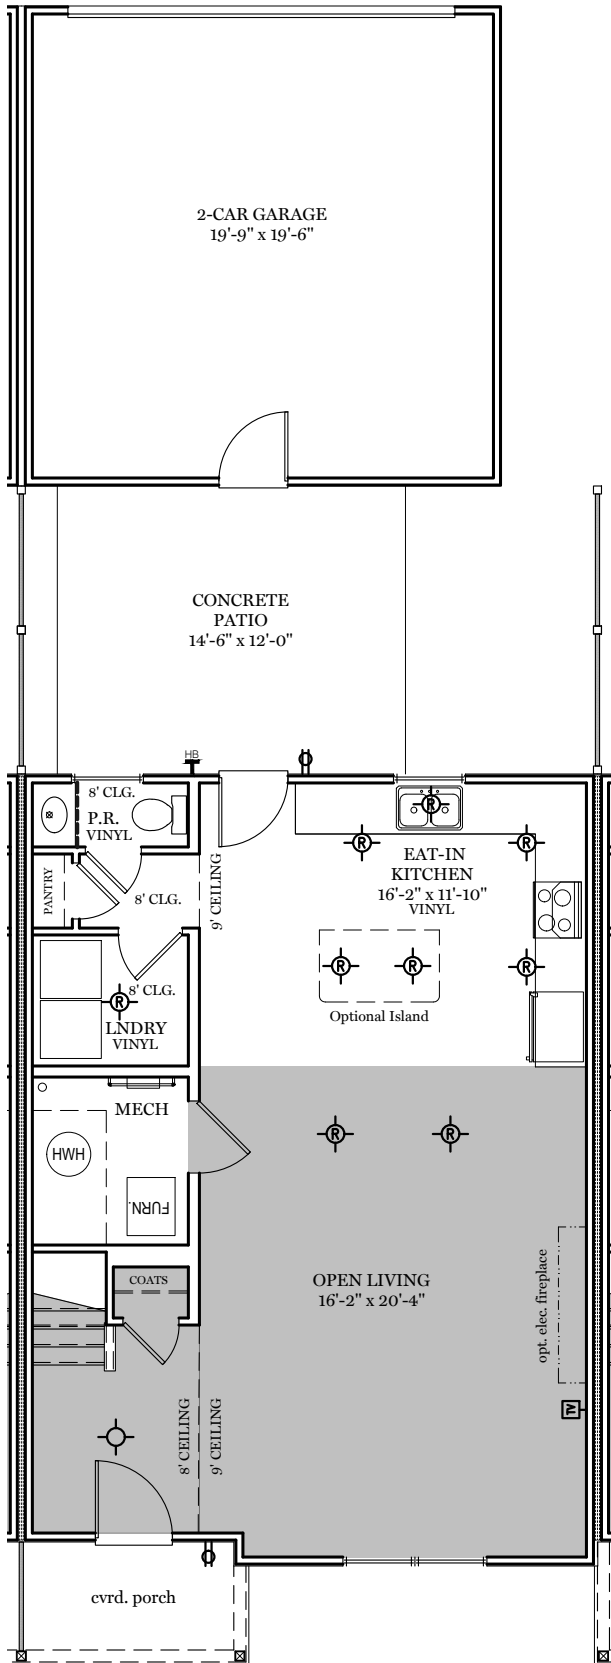 2-CAR GARAGE
19'-9" x 19'-6"
CONCRETE
PATIO
14'-6" x 12'-0"
HB
8' CLG.
P.R.
VINYL
R
R
R
EAT-IN
KITCHEN
16'-2" x 11'-10"
VINYL
PANTRY
8' CLG.
9' CEILING
R
R
R
Optional Island
8' CLG.
R
LNDRY
VINYL
MECH
HWH
FURN.
R
R
COATS
OPEN LIVING
16'-2" x 20'-4"
opt. elec. fireplace
TV
8' CEILING
9' CEILING
cvrd. porch